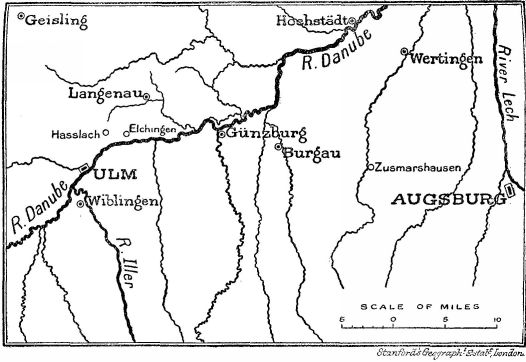 Geisling
Hochstädt
R. Danube
Wertingen
River Lech
Langenau
Hasslach
Elchingen
Günzburg
Burgau
Zusmarshausen
ULM
AUGSBURG
R. Danube
Wiblingen
R. Iller
SCALE OF MILES
5 0 5 10
Stanford's Geograph! Estabt., London.